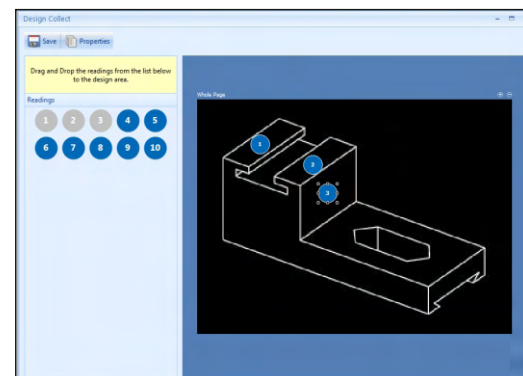 Design Collect
Save Properties
Drag and Drop the readings from the list below
to the design area.
Readings
1 2 3 4 5
6 7 8 9 10
Whole Page
1
2
3